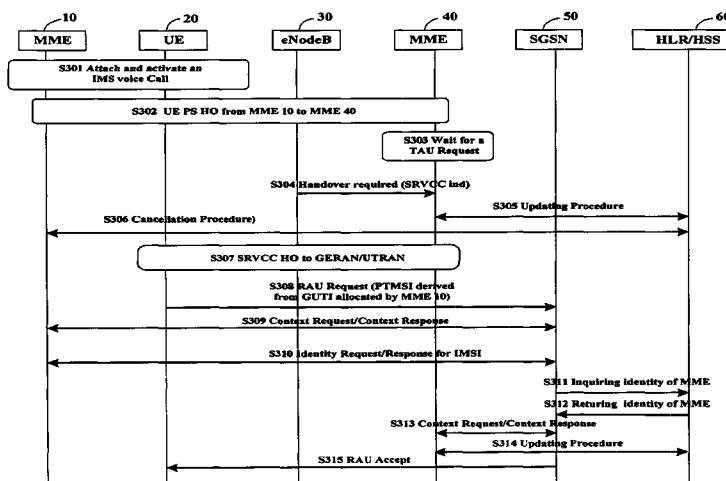 10 20 30 40 50 60
MME UE eNodeB MME SGSN HLR/HSS
S301 Attach and activate an
IMS voice Call
S302 UE PS HO from MME 10 to MME 40
S303 Wait for a
TAU Request
S304 Handover required (SRVCC ind)
S305 Updating Procedure
S306 Cancellation Procedure)
S307 SRVCC HO to GERAN/UTRAN
S308 RAU Request (PTMSI derived
from GUTI allocated by MME 10)
S309 Context Request/Context Response
S310 Identity Request/Response for IMSI
S311 Inquiring identity of MME
S312 Returing identity of MME
S313 Context Request/Context Response
S314 Updating Procedure
S315 RAU Accept